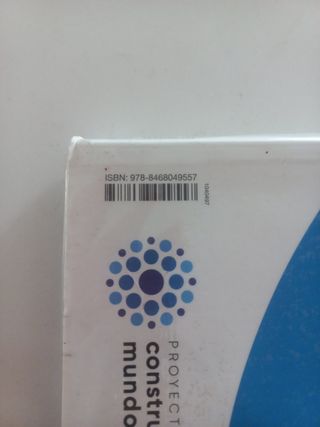 ISBN: 978-8468049557
PROYECT
constru
mundo